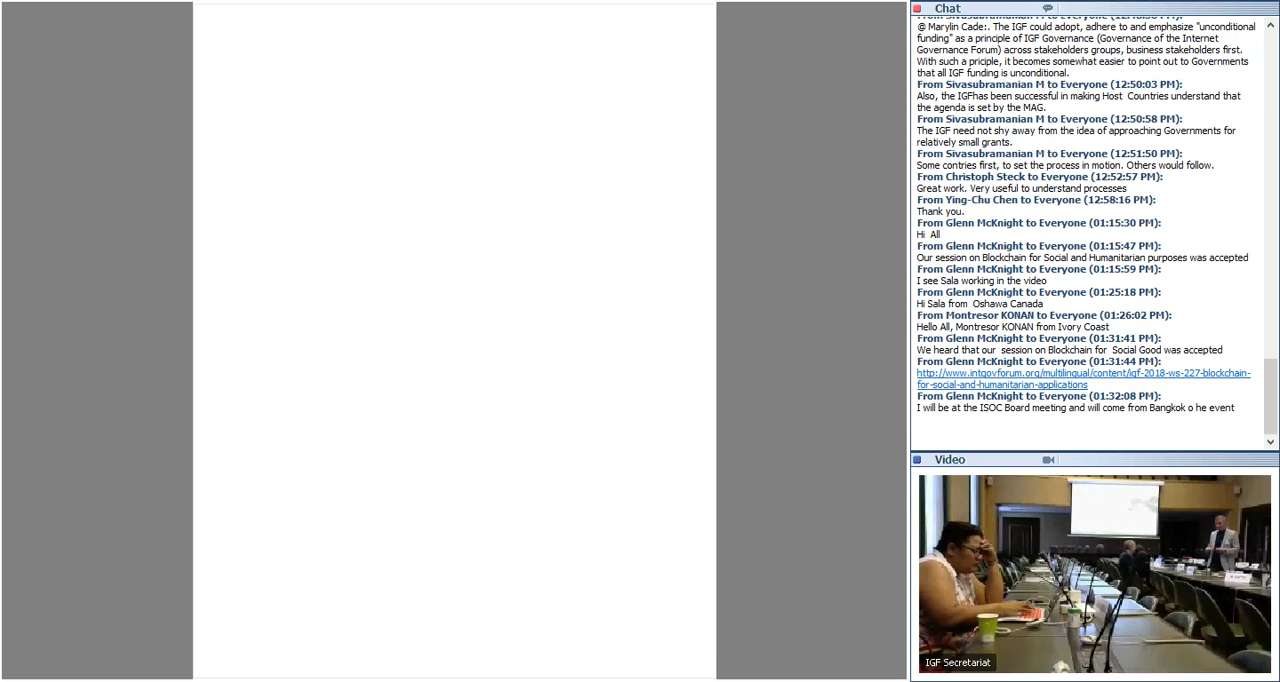 Chat
From Sivasubramanian M to Everyone (12:48:58 PM):
@ Marylin Cade:. The IGF could adopt, adhere to and emphasize "unconditional
funding" as a principle of IGF Governance (Governance of the Internet
Governance Forum) across stakeholders groups, business stakeholders first.
With such a priciple, it becomes somewhat easier to point out to Governments
that all IGF funding is unconditional.
From Sivasubramanian M to Everyone (12:50:03 PM):
Also, the IGFhas been successful in making Host Countries understand that
the agenda is set by the MAG.
From Sivasubramanian M to Everyone (12:50:58 PM):
The IGF need not shy away from the idea of approaching Governments for
relatively small grants.
From Sivasubramanian M to Everyone (12:51:50 PM):
Some contries first, to set the process in motion. Others would follow.
From Christoph Steck to Everyone (12:52:57 PM):
Great work. Very useful to understand processes
From Ying-Chu Chen to Everyone (12:58:16 PM):
Thank you.
From Glenn McKnight to Everyone (01:15:30 PM):
Hi All
From Glenn McKnight to Everyone (01:15:47 PM):
Our session on Blockchain for Social and Humanitarian purposes was accepted
From Glenn McKnight to Everyone (01:15:59 PM):
I see Sala working in the video
From Glenn McKnight to Everyone (01:25:18 PM):
Hi Sala from Oshawa Canada
From Montresor KONAN to Everyone (01:26:02 PM):
Hello All, Montresor KONAN from Ivory Coast
From Glenn McKnight to Everyone (01:31:41 PM):
We heard that our session on Blockchain for Social Good was accepted
From Glenn McKnight to Everyone (01:31:44 PM):
http://www.intgovforum.org/multilingual/content/igf-2018-ws-227-blockchain-
for-social-and-humanitarian-applications
From Glenn McKnight to Everyone (01:32:08 PM):
I will be at the ISOC Board meeting and will come from Bangkok o he event
Video
IGF Secretariat